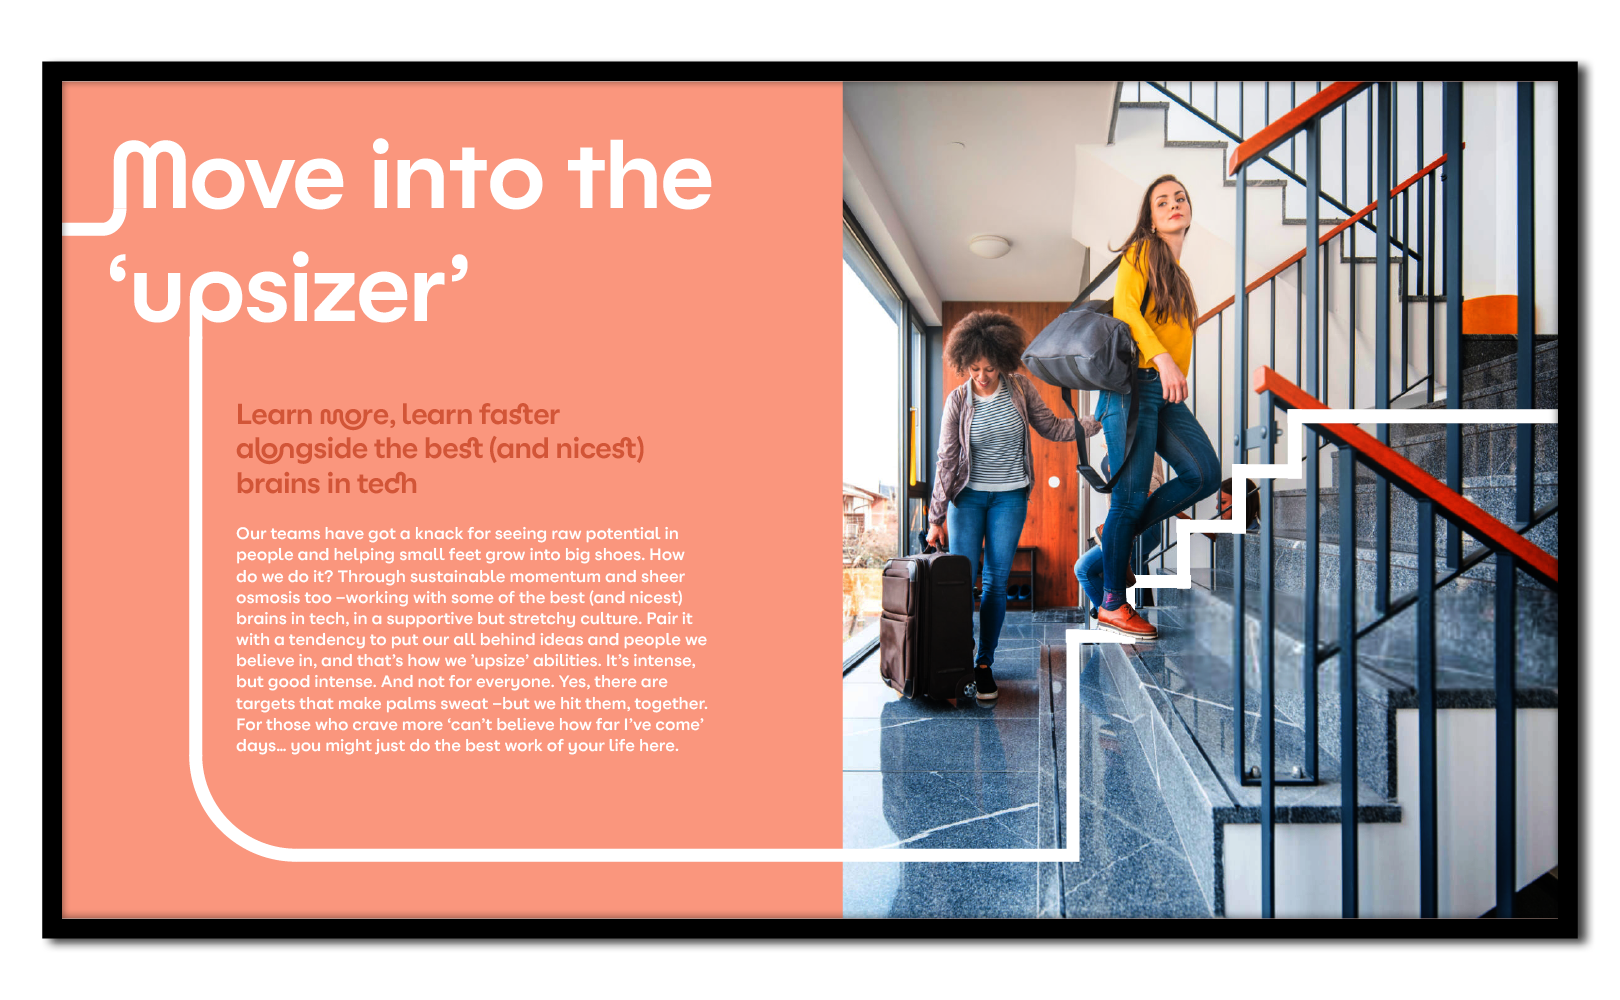 Move into the
‘upsizer’
Learn more, learn faster
alongside the best (and nicest)
brains in tech
Our teams have got a knack for seeing raw potential in
people and helping small feet grow into big shoes. How
do we do it? Through sustainable momentum and sheer
osmosis too –working with some of the best (and nicest)
brains in tech, in a supportive but stretchy culture. Pair it
with a tendency to put our all behind ideas and people we
believe in, and that’s how we ’upsize’ abilities. It’s intense,
but good intense. And not for everyone. Yes, there are
targets that make palms sweat –but we hit them, together.
For those who crave more ‘can’t believe how far I’ve come’
days... you might just do the best work of your life here.